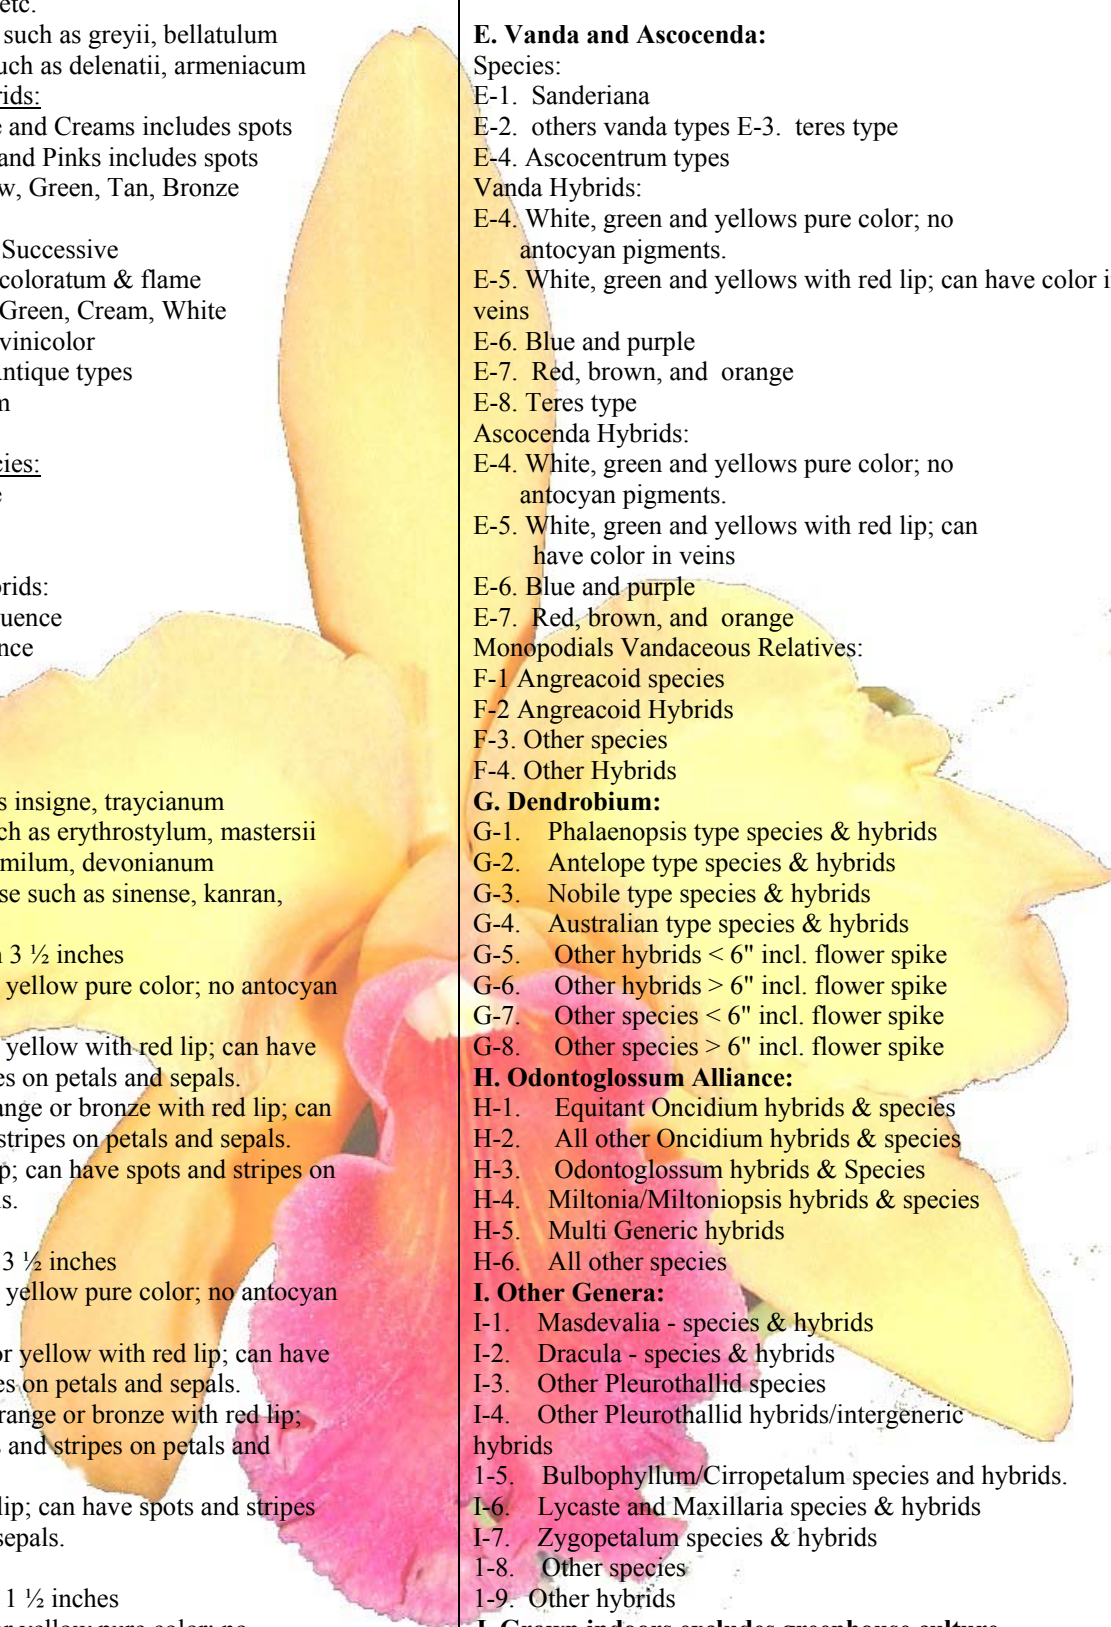 etc.
such as greyii, bellatulum
such as delenatii, armeniacum
and Creams includes spots
and Pinks includes spots
Green, Tan, Bronze
Successive
coloratum & flame
Green, Cream, White
vinicolor
types
3 ½ inches
insigne, traycianum
as erythrostylum, mastersii
devonianum
such as sinense, kanran,
yellow pure color; no antocyan
yellow with red lip; can have
on petals and sepals.
or bronze with red lip; can
stripes on petals and sepals.
can have spots and stripes on
3 ½ inches
yellow pure color; no antocyan
or yellow with red lip; can have
on petals and sepals.
or bronze with red lip;
and stripes on petals and
lip; can have spots and stripes
sepals.
1 ½ inches
E. Vanda and Ascocenda:
Species:
E-1. Sanderiana
E-2. others vanda types E-3. teres type
E-4. Ascocentrum types
Vanda Hybrids:
E-4. White, green and yellows pure color; no
antocyan pigments.
E-5. White, green and yellows with red lip; can have color
veins
E-6. Blue and purple
E-7. Red, brown, and orange
E-8. Teres type
Ascocenda Hybrids:
E-4. White, green and yellows pure color; no
antocyan pigments.
E-5. White, green and yellows with red lip; can
have color in veins
E-6. Blue and purple
E-7. Red, brown, and orange
Monopodials Vandaceous Relatives:
F-1 Angreacoid species
F-2 Angreacoid Hybrids
F-3. Other species
F-4. Other Hybrids
G. Dendrobium:
G-1. Phalaenopsis type species & hybrids
G-2. Antelope type species & hybrids
G-3. Nobile type species & hybrids
G-4. Australian type species & hybrids
G-5. Other hybrids < 6" incl. flower spike
G-6. Other hybrids > 6" incl. flower spike
G-7. Other species < 6" incl. flower spike
G-8. Other species > 6" incl. flower spike
H. Odontoglossum Alliance:
H-1. Equitant Oncidium hybrids & species
H-2. All other Oncidium hybrids & species
H-3. Odontoglossum hybrids & Species
H-4. Miltonia/Miltoniopsis hybrids & species
H-5. Multi Generic hybrids
H-6. All other species
I. Other Genera:
I-1. Masdevalia - species & hybrids
I-2. Dracula - species & hybrids
I-3. Other Pleurothallid species
I-4. Other Pleurothallid hybrids/intergeneric
hybrids
1-5. Bulbophyllum/Cirropetalum species and hybrids.
I-6. Lycaste and Maxillaria species & hybrids
I-7. Zygopetalum species & hybrids
1-8. Other species
1-9. Other hybrids
J. Grown indoors excludes greenhouse culture